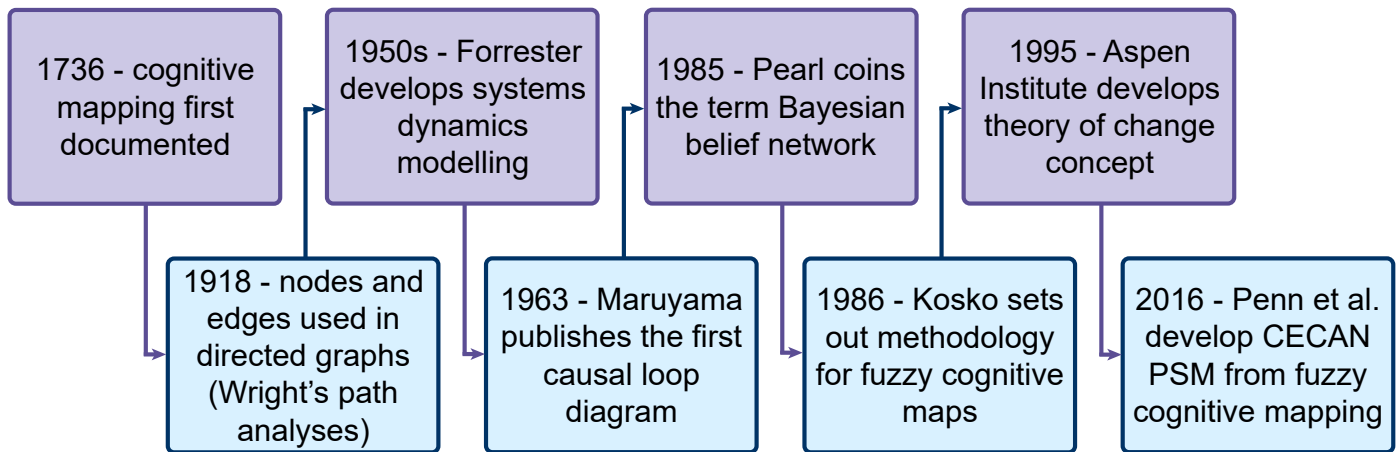 1736 - cognitive
mapping first
documented
1918 - nodes and
edges used in
directed graphs
(Wright’s path
analyses)
1950s - Forrester
develops systems
dynamics
modelling
1963 - Maruyama
publishes the first
causal loop
diagram
1985 - Pearl coins
the term Bayesian
belief network
1986 - Kosko sets
out methodology
for fuzzy cognitive
maps
1995 - Aspen
Institute develops
theory of change
concept
2016 - Penn et al.
develop CECAN
PSM from fuzzy
cognitive mapping